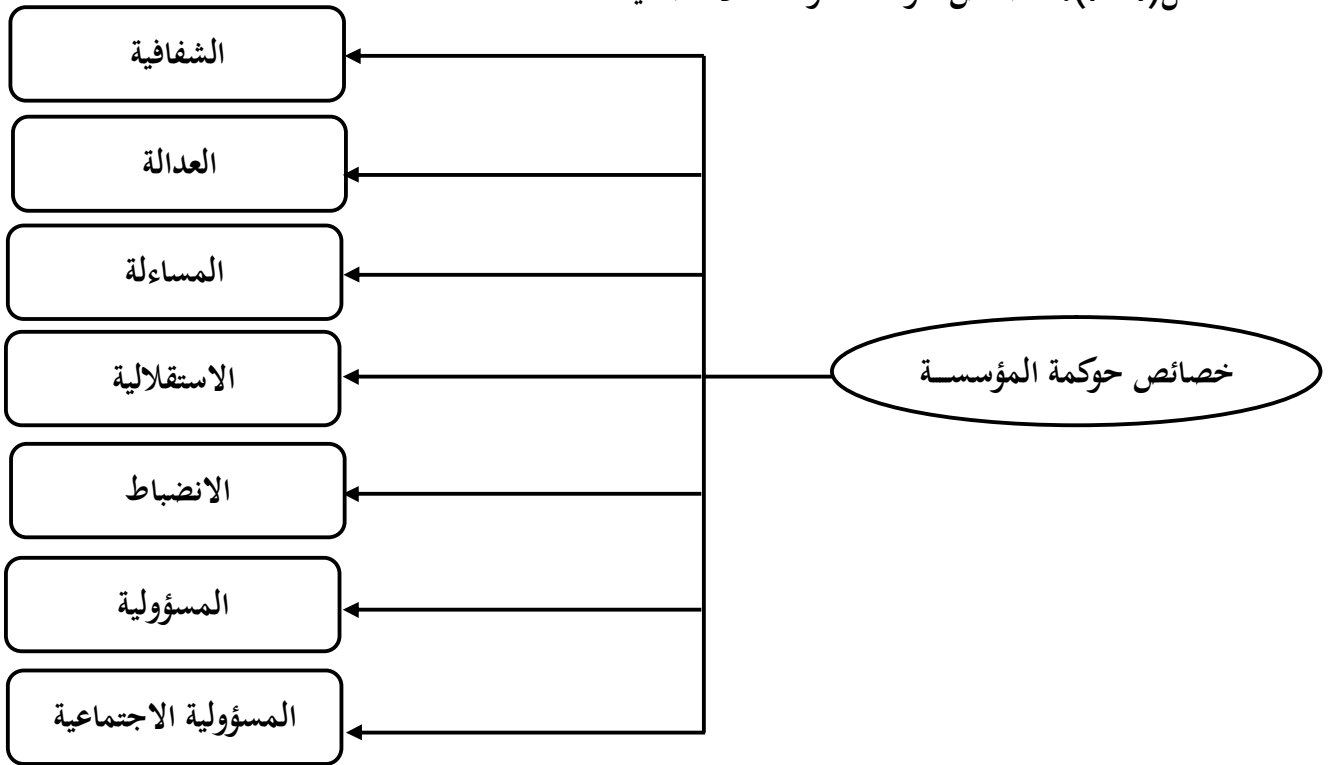 الشفافية
العدالة
المساءلة
الاستقلالية
خصائص حوكمة المؤسسة
الانضباط
المسؤولية
المسؤولية الاجتماعية